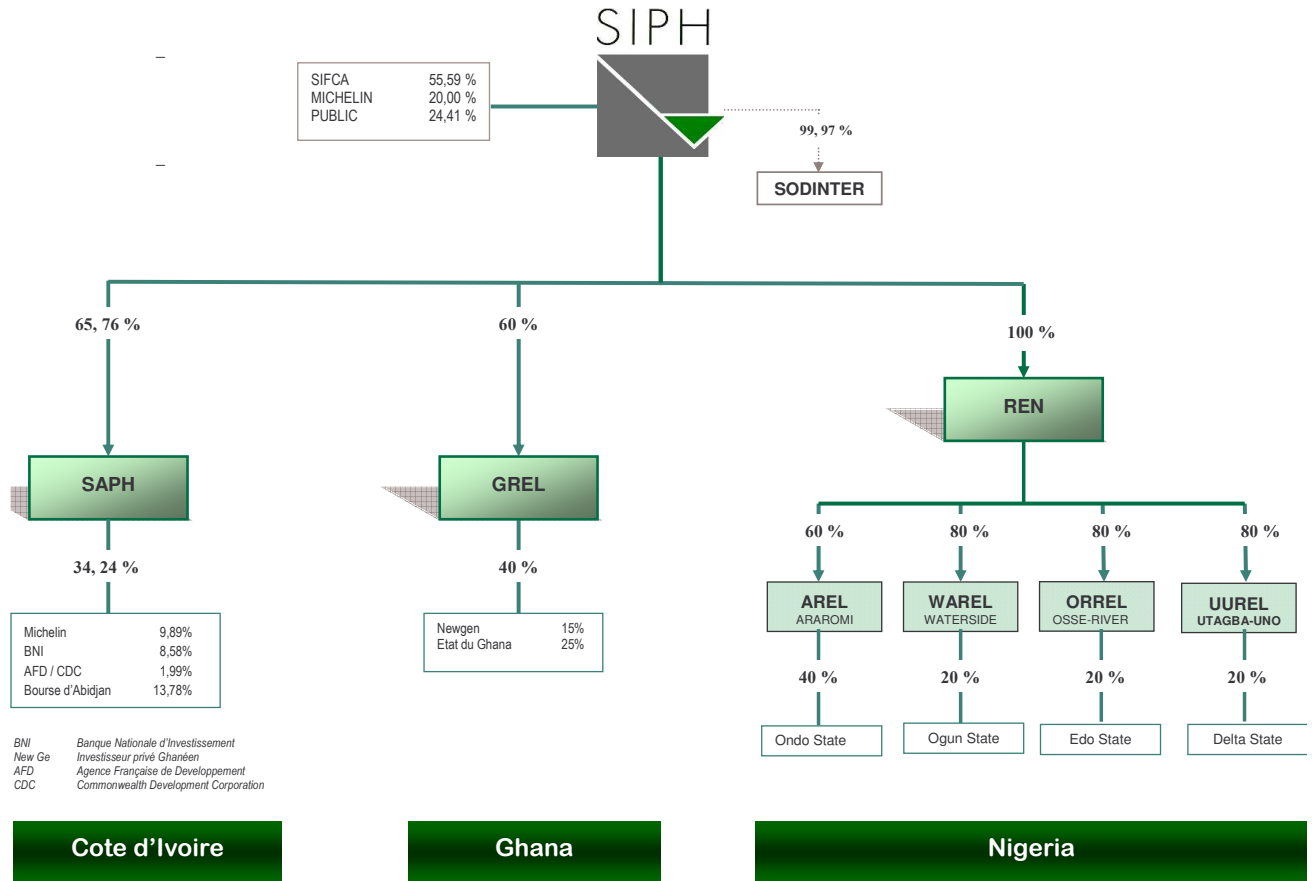 SIPH
SIFCA 55,59 %
MICHELIN 20,00 %
PUBLIC 24,41 %
99, 97 %
SODINTER
65, 76 %
60 %
100 %
REN
SAPH
GREL
34, 24 %
40 %
60 %
80 %
80 %
80 %
AREL
ARAROMI
WAREL
WATERSIDE
ORREL
OSSE-RIVER
UUREL
UTAGBA-UNO
Michelin 9,89%
BNI 8,58%
AFD / CDC 1,99%
Bourse d'Abidjan 13,78%
Newgen 15%
Etat du Ghana 25%
40 %
20 %
20 %
20 %
Ondo State
Ogun State
Edo State
Delta State
BNI Banque Nationale d'Investissement
New Ge Investisseur privé Ghanéen
AFD Agence Française de Developpement
CDC Commonwealth Development Corporation
Cote d'Ivoire
Ghana
Nigeria